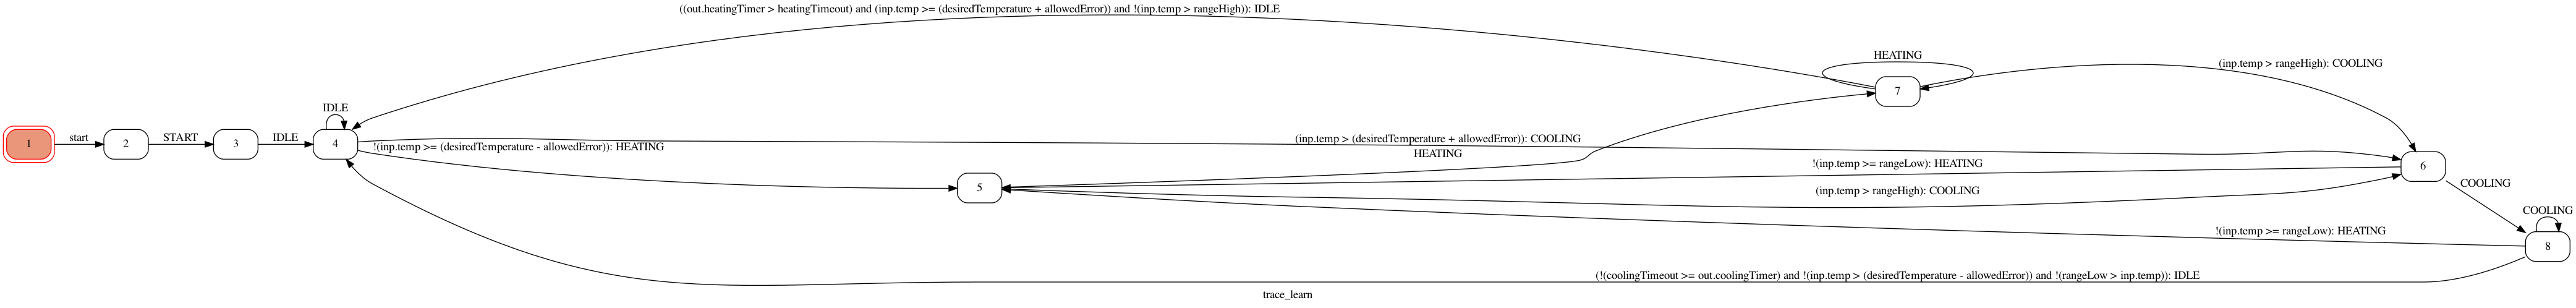 ((out.heatingTimer > heatingTimeout) and (inp.temp >= (desiredTemperature + allowedError)) and !(inp.temp > rangeHigh)): IDLE
HEATING
(inp.temp > rangeHigh): COOLING
7
IDLE
1
start
2
START
3
IDLE
4
(inp.temp > (desiredTemperature + allowedError)): COOLING
!(inp.temp >= (desiredTemperature - allowedError)): HEATING
HEATING
!(inp.temp >= rangeLow): HEATING
6
5
(inp.temp > rangeHigh): COOLING
COOLING
COOLING
!(inp.temp >= rangeLow): HEATING
8
(!(coolingTimeout >= out.coolingTimer) and !(inp.temp > (desiredTemperature - allowedError)) and !(rangeLow > inp.temp)): IDLE
trace_learn